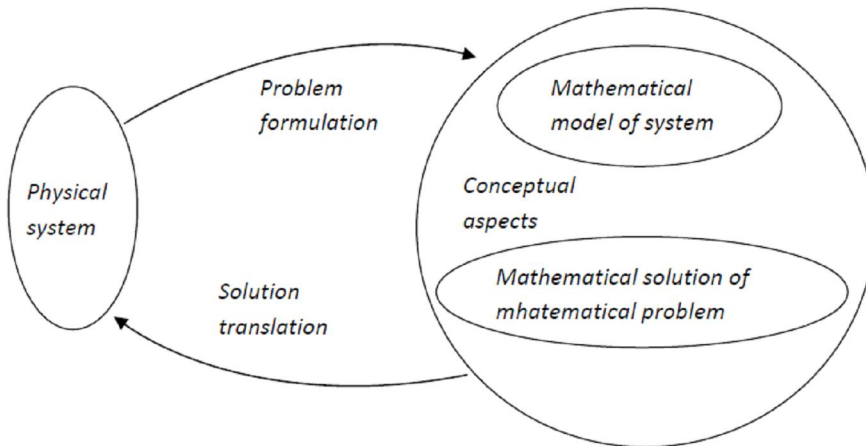 Problem
formulation
Mathematical
model of system
Physical
system
Conceptual
aspects
Solution
translation
Mathematical solution of
mhatematical problem